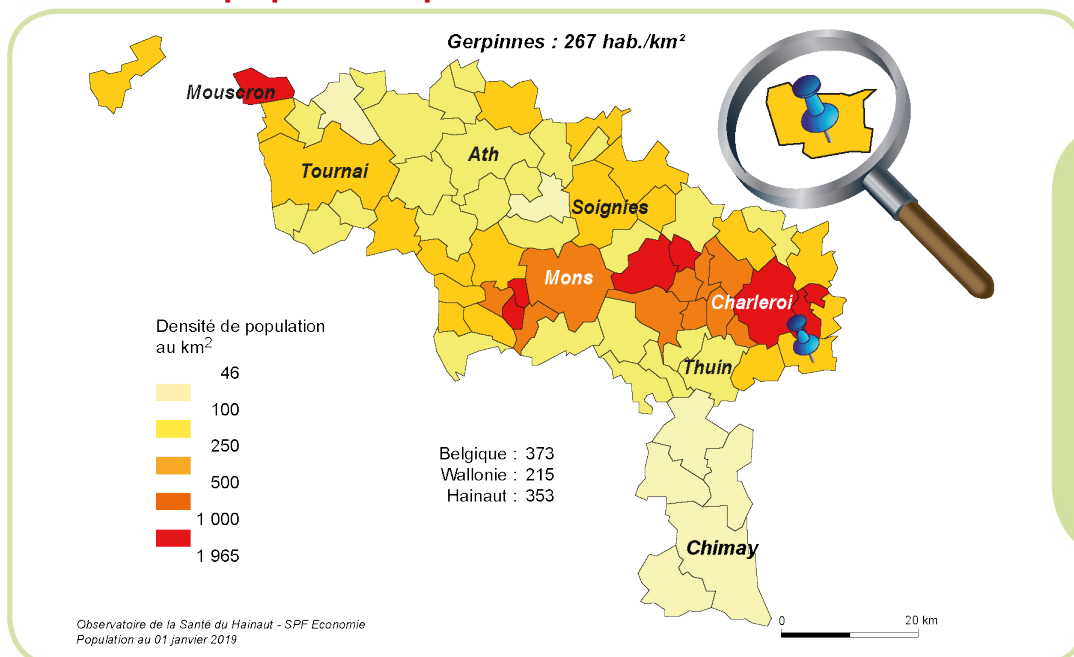 Gerpinnes : 267 hab./km²
Mouscron
Ath
Tournai
Soignies
Mons
Charleroi
Thuin
Chimay
Densité de population
au km2
46
100
250
500
1 000
1 965
Belgique : 373
Wallonie : 215
Hainaut : 353
Observatoire de la Santé du Hainaut - SPF Economie
Population au 01 janvier 2019
0 20 km